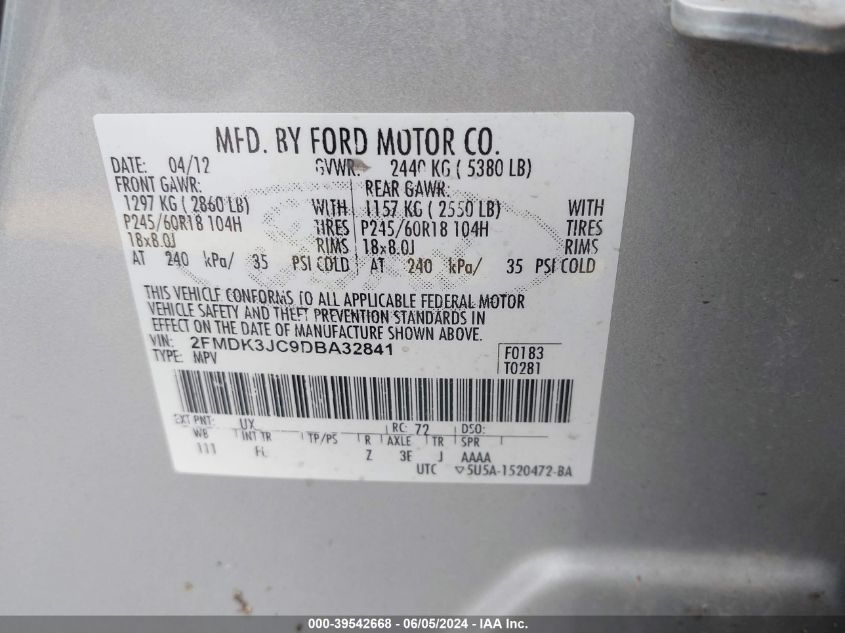 MFD. BY FORD MOTOR CO.
DATE: 04/12 GVWR: 2440 KG ( 5380 LB)
FRONT GAWR: REAR GAWR:
1297 KG ( 2860 LB) WITH 1157 KG ( 2550 LB) WITH
P245/60R18 104H TIRES P245/60R18 104H TIRES
18x8.0J RIMS 18x8.0J RIMS
AT 240 kPa/ 35 PSI COLD AT 240 kPa/ 35 PSI COLD
THIS VEHICLE CONFORMS TO ALL APPLICABLE FEDERAL MOTOR
VEHICLE SAFETY AND THEFT PREVENTION STANDARDS IN
EFFECT ON THE DATE OF MANUFACTURE SHOWN ABOVE.
VIN: 2FMDK3JC9DBA32841
TYPE: MPV
F0183
T0281
EXT PNT: UX RC: 72 DSO:
WB INT TR TP/PS R AXLE TR SPR
111 FL Z 3E J AAAA
UTC ▽5U5A-1520472-BA
000-39542668 - 06/05/2024 - IAA Inc.